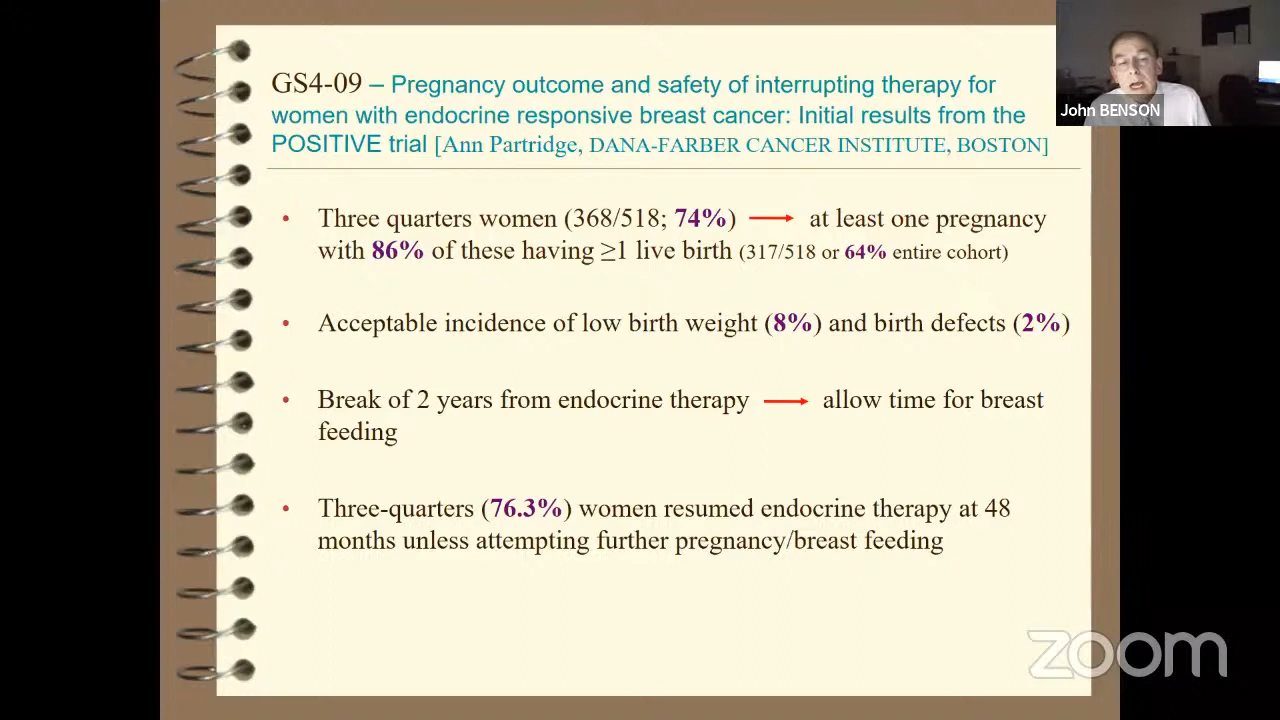 GS4-09 – Pregnancy outcome and safety of interrupting therapy for
women with endocrine responsive breast cancer: Initial results from the
POSITIVE trial [Ann Partridge, DANA-FARBER CANCER INSTITUTE, BOSTON]
John BENSON
• Three quarters women (368/518; 74%) → at least one pregnancy
with 86% of these having ≥1 live birth (317/518 or 64% entire cohort)
• Acceptable incidence of low birth weight (8%) and birth defects (2%)
• Break of 2 years from endocrine therapy → allow time for breast
feeding
• Three-quarters (76.3%) women resumed endocrine therapy at 48
months unless attempting further pregnancy/breast feeding
zoom